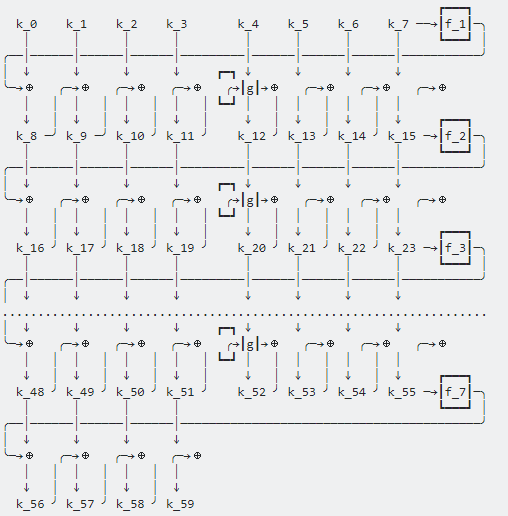 k_0 k_1 k_2 k_3 k_4 k_5 k_6 k_7 f_1
g
k_8 k_9 k_10 k_11 k_12 k_13 k_14 k_15 f_2
g
k_16 k_17 k_18 k_19 k_20 k_21 k_22 k_23 f_3
g
k_48 k_49 k_50 k_51 k_52 k_53 k_54 k_55 f_7
k_56 k_57 k_58 k_59